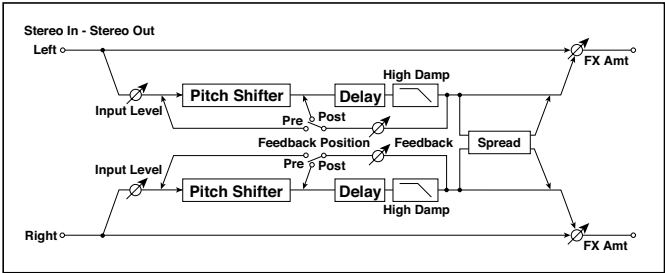 Stereo In - Stereo Out
Left
FX Amt
High Damp
Pitch Shifter
Delay
Input Level
Pre
Post
Feedback Position
Feedback
Spread
Input Level
Pre
Post
Pitch Shifter
Delay
High Damp
Right
FX Amt